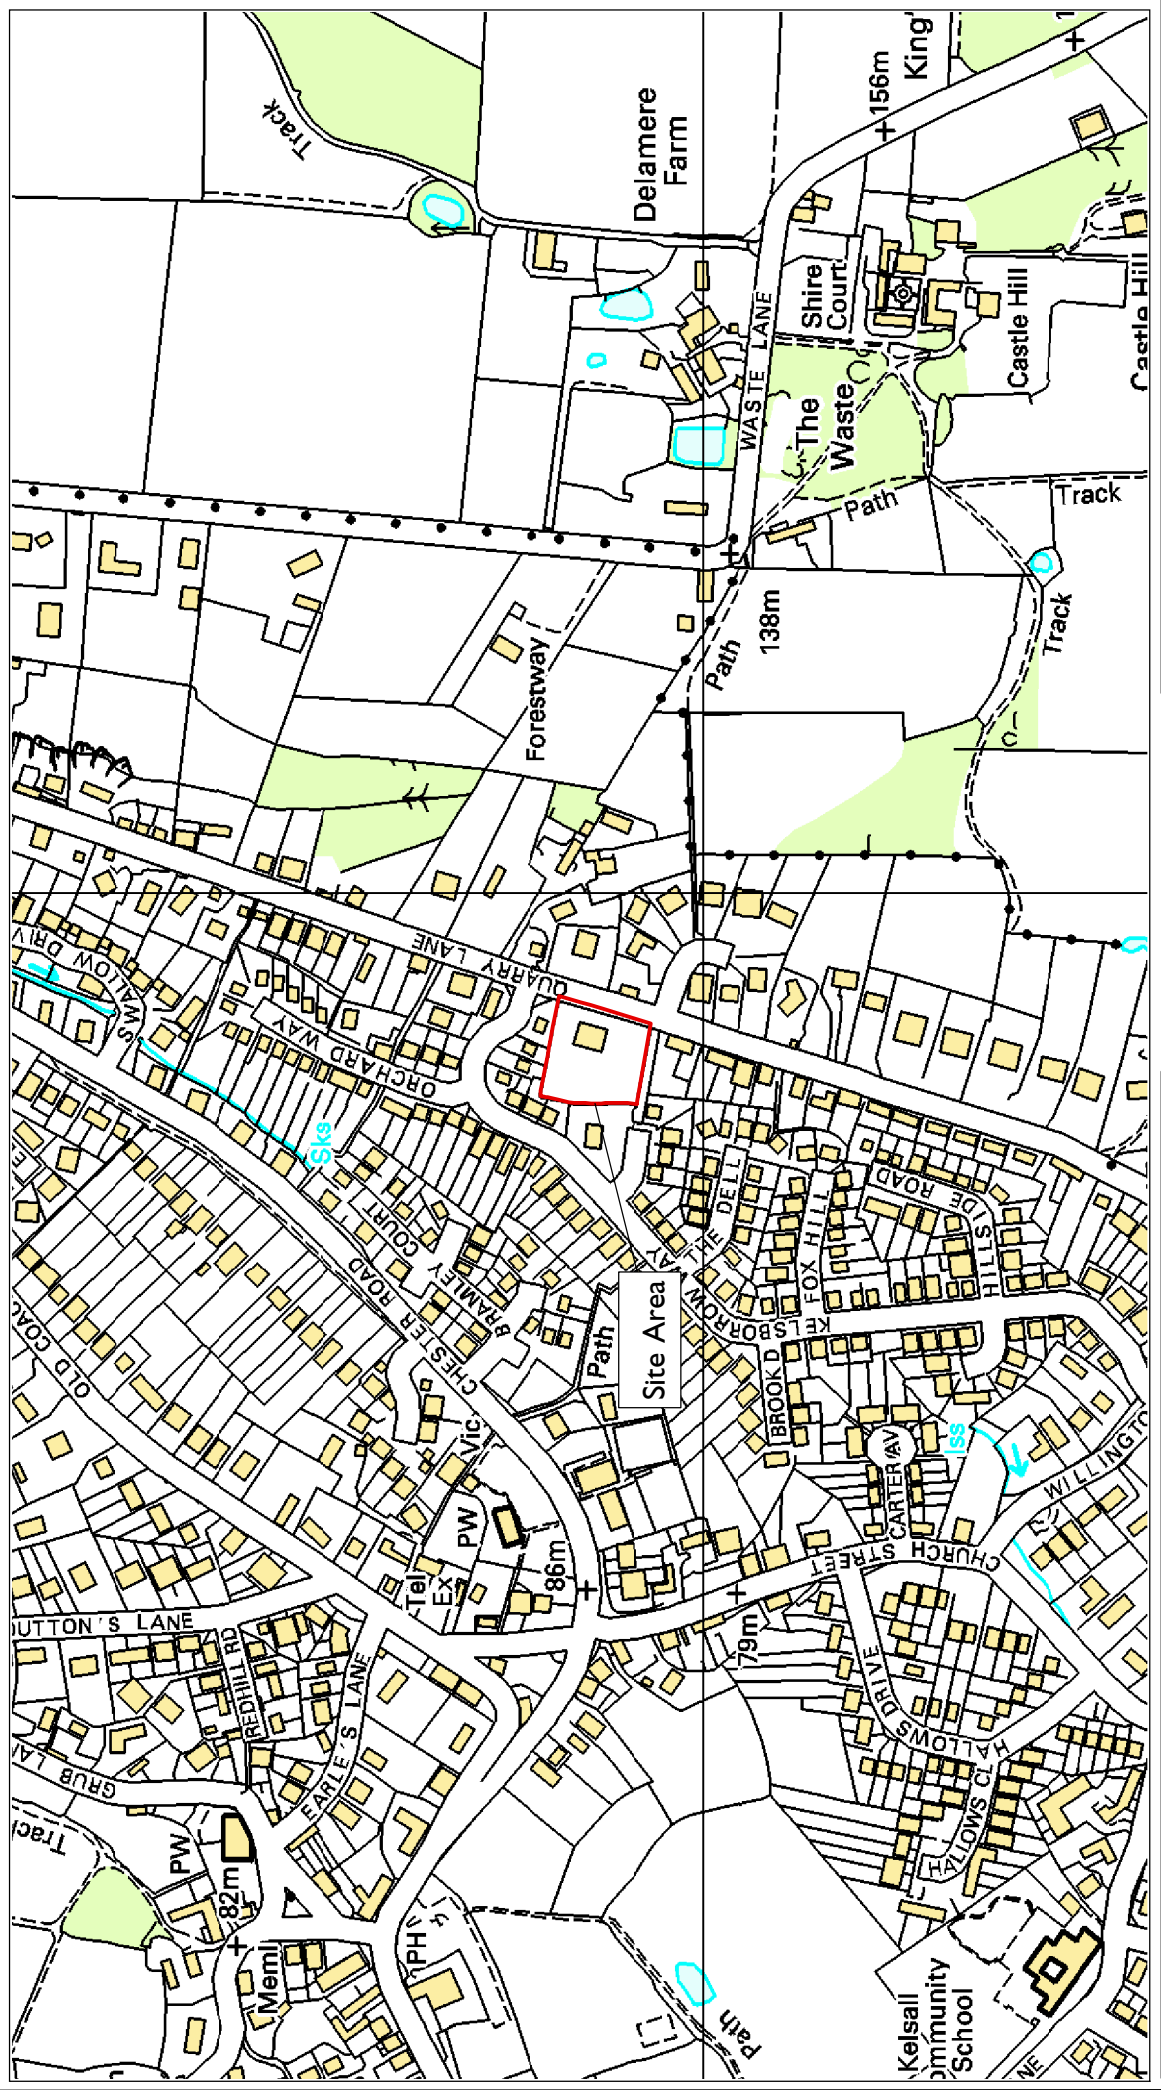 Track
Delamere
Farm
156m
King'
WASTE LANE
Shire
Court
Castle Hill
Castle Hill
The
Waste
Path
Track
Track
138m
Path
Forestway
QUARRY LANE
SWALLOW DRIV
ORCHARD WAY
Sks
CHESTER ROAD
BRAMLEY COURT
OLD COAC
Path
Site Area
THE DELL
KELSBORROW WAY
FOX HILL
HILLSIDE ROAD
BROOK D
CARTER AV
Iss
WILLINGTO
Vic
PW
86m
Tel
Ex
CHURCH STREET
79m
UTTON'S LANE
REDHILL RD
EARLE'S LANE
GRUB LAN
Track
PW
82m
Meml
PH
HALLOWS DRIVE
HALLOWS CL
Path
Kelsall
ommunity
School
NE